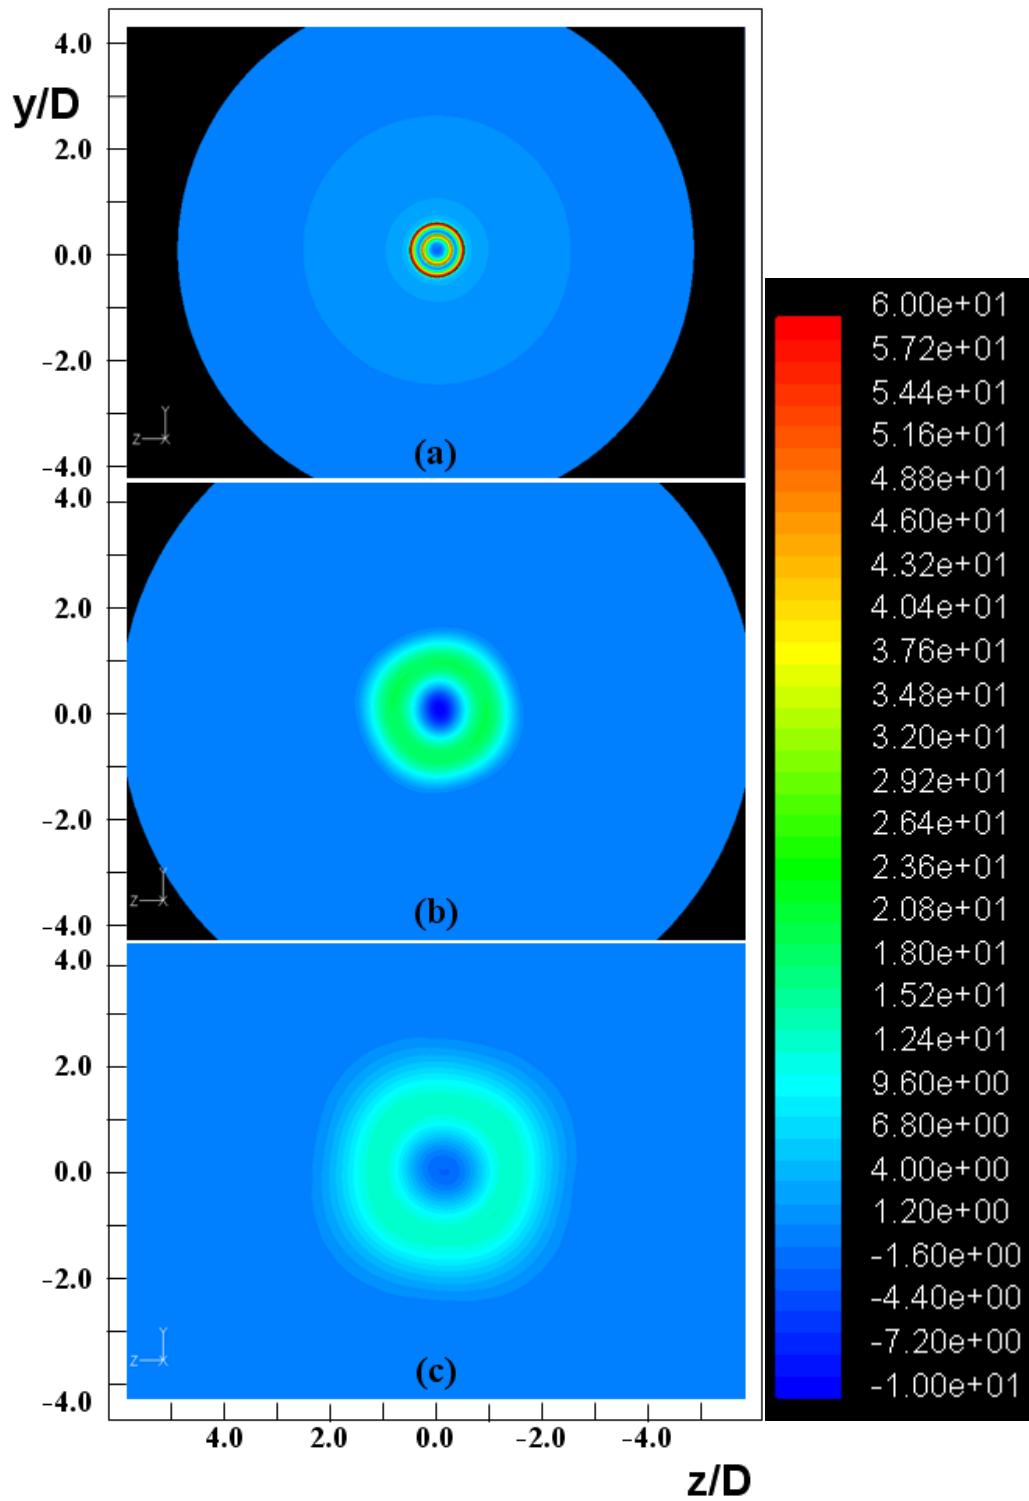 4.0
y/D
2.0
0.0
-2.0
-4.0
Y
Z X
(a)
4.0
2.0
0.0
-2.0
-4.0
Y
Z X
(b)
4.0
2.0
0.0
-2.0
-4.0
Y
Z X
(c)
4.0 2.0 0.0 -2.0 -4.0
z/D
6.00e+01
5.72e+01
5.44e+01
5.16e+01
4.88e+01
4.60e+01
4.32e+01
4.04e+01
3.76e+01
3.48e+01
3.20e+01
2.92e+01
2.64e+01
2.36e+01
2.08e+01
1.80e+01
1.52e+01
1.24e+01
9.60e+00
6.80e+00
4.00e+00
1.20e+00
-1.60e+00
-4.40e+00
-7.20e+00
-1.00e+01